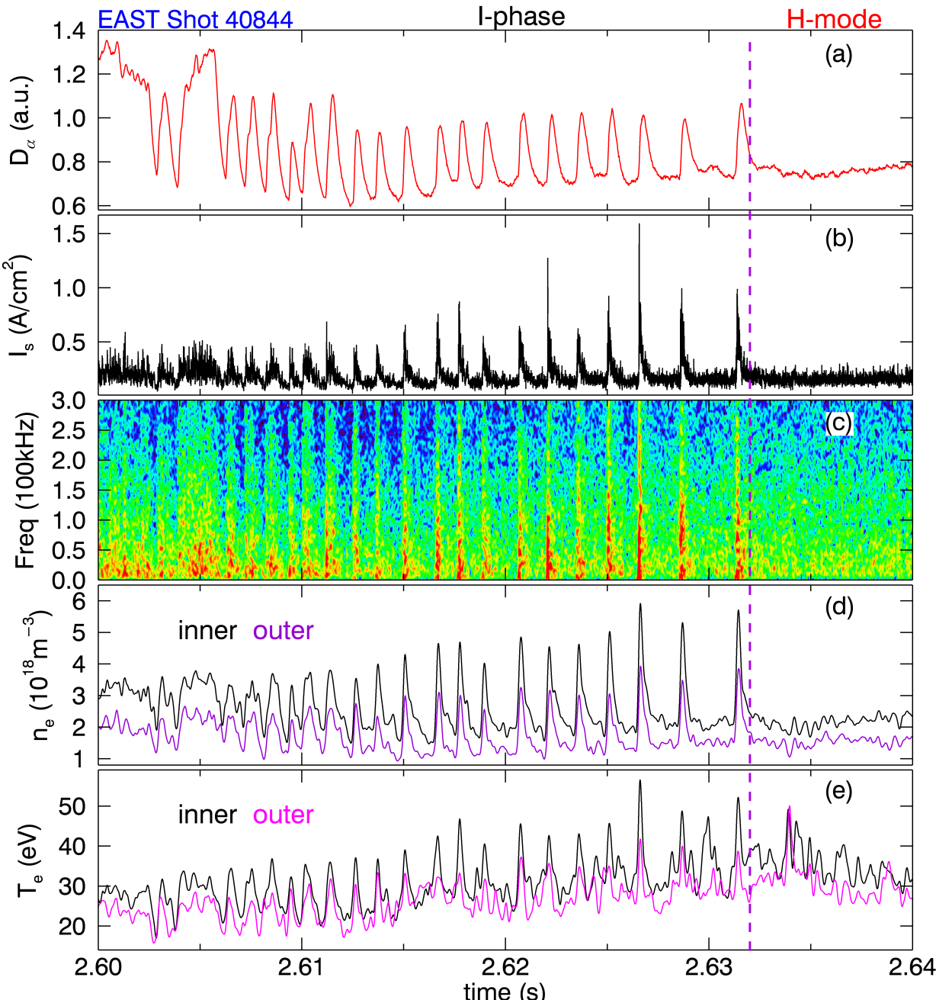 EAST Shot 40844 I-phase H-mode
(a)
1.4
1.2
1.0
0.8
0.6
Dα (a.u.)
(b)
1.5
1.0
0.5
Is (A/cm²)
(c)
3.0
2.5
2.0
1.5
1.0
0.5
0.0
Freq (100kHz)
(d)
inner outer
6
5
4
3
2
1
ne (10¹⁸m⁻³)
(e)
inner outer
50
40
30
20
Te (eV)
2.60 2.61 2.62 2.63 2.64
time (s)